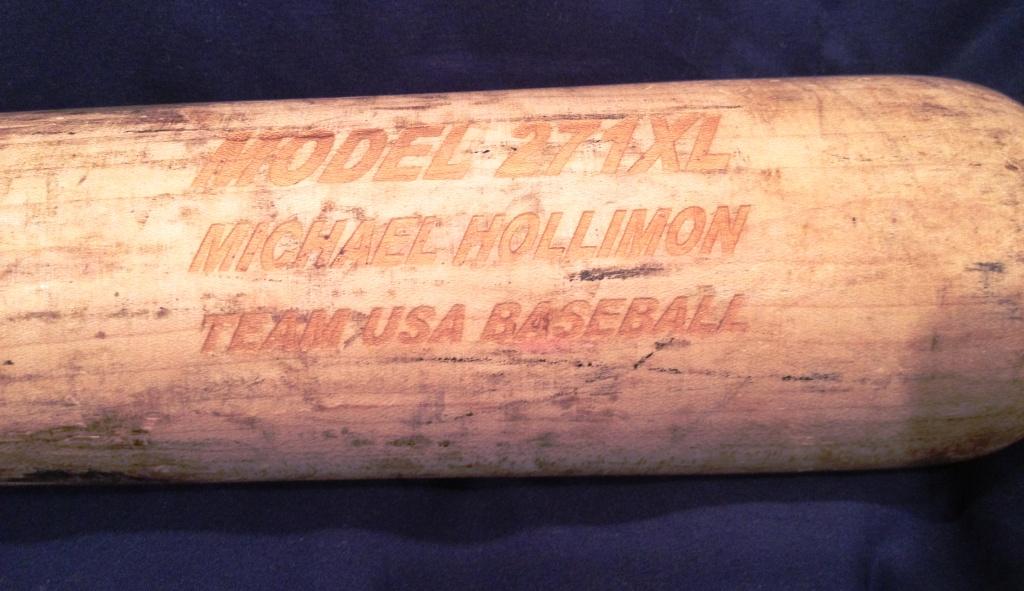 MODEL 271XL
MICHAEL HOLLIMON
TEAM USA BASEBALL